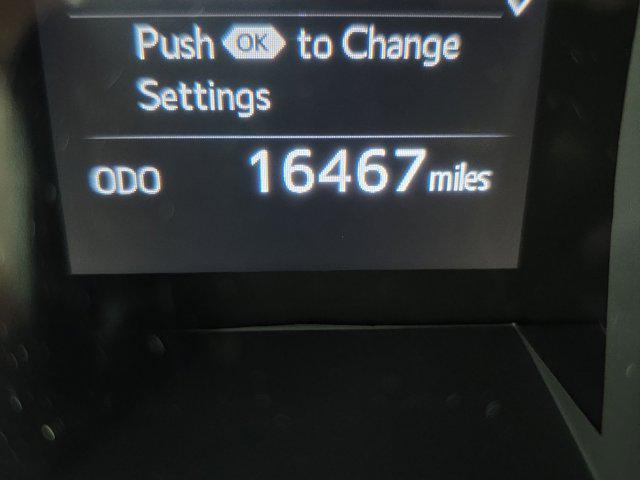 Push OK to Change
Settings
ODO 16467 miles